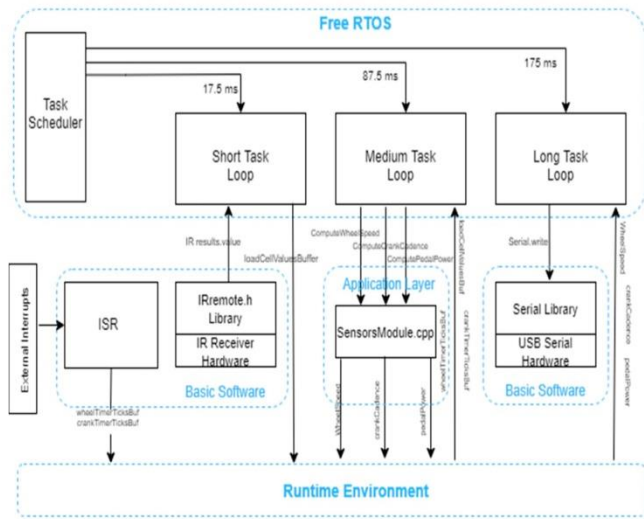 Free RTOS
175 ms
87.5 ms
17.5 ms
Task
Scheduler
Short Task
Loop
Medium Task
Loop
Long Task
Loop
IR results.value
loadCellValuesBuffer
ComputeWheelSpeed
ComputeCrankCadence
ComputePedalPower
loadCellValuesBuf
wheelTimerTicksBuf
crankTimerTicksBuf
Serial.write
WheelSpeed
crankCadence
pedalPower
External Interrupts
ISR
IRremote.h
Library
IR Receiver
Hardware
Basic Software
Application Layer
SensorsModule.cpp
Serial Library
USB Serial
Hardware
Basic Software
wheelTimerTicksBuf
crankTimerTicksBuf
WheelSpeed
crankCadence
pedalPower
Runtime Environment